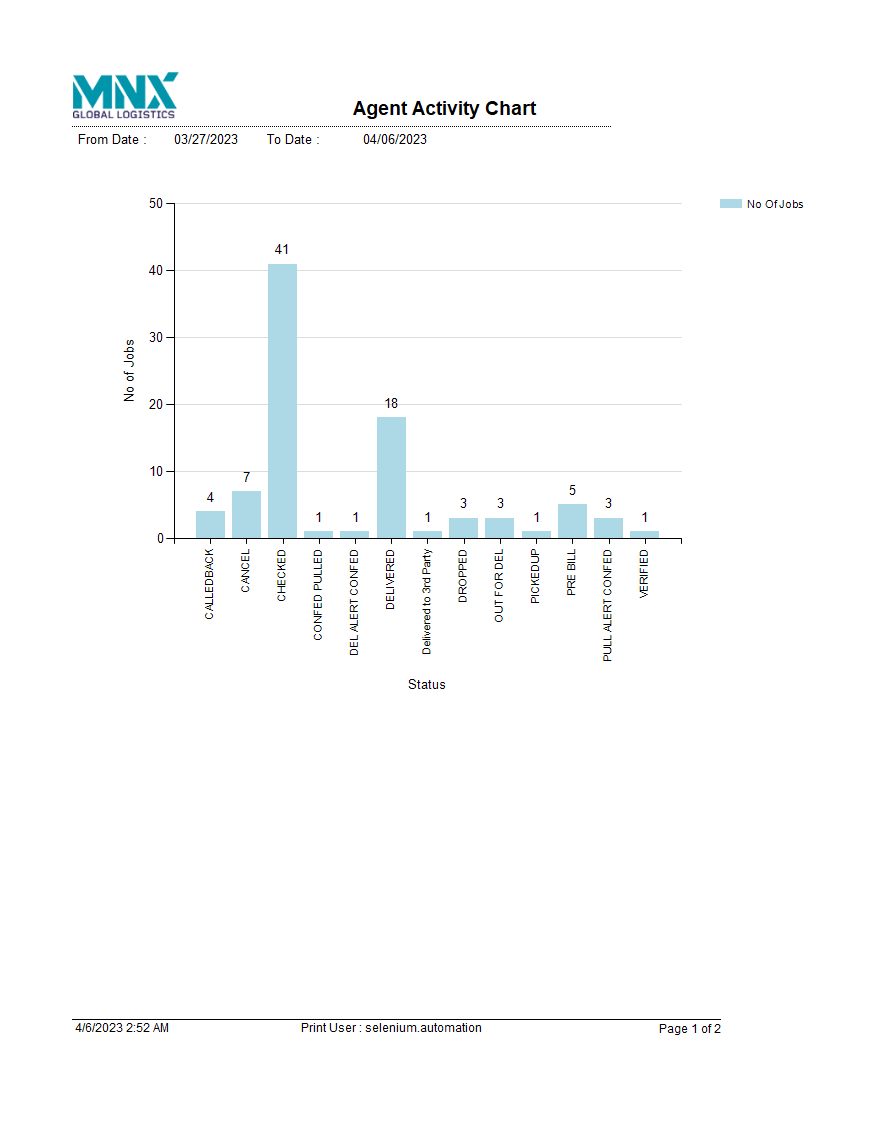 MNX
GLOBAL LOGISTICS
Agent Activity Chart
From Date : 03/27/2023 To Date : 04/06/2023
50
No Of Jobs
41
40
30
No of Jobs
20
18
10
7
4
1
1
1
3
3
1
5
3
1
0
CALLEDBACK
CANCEL
CHECKED
CONFED PULLED
DEL ALERT CONFED
DELIVERED
Delivered to 3rd Party
DROPPED
OUT FOR DEL
PICKEDUP
PRE BILL
PULL ALERT CONFED
VERIFIED
Status
4/6/2023 2:52 AM Print User : selenium.automation Page 1 of 2